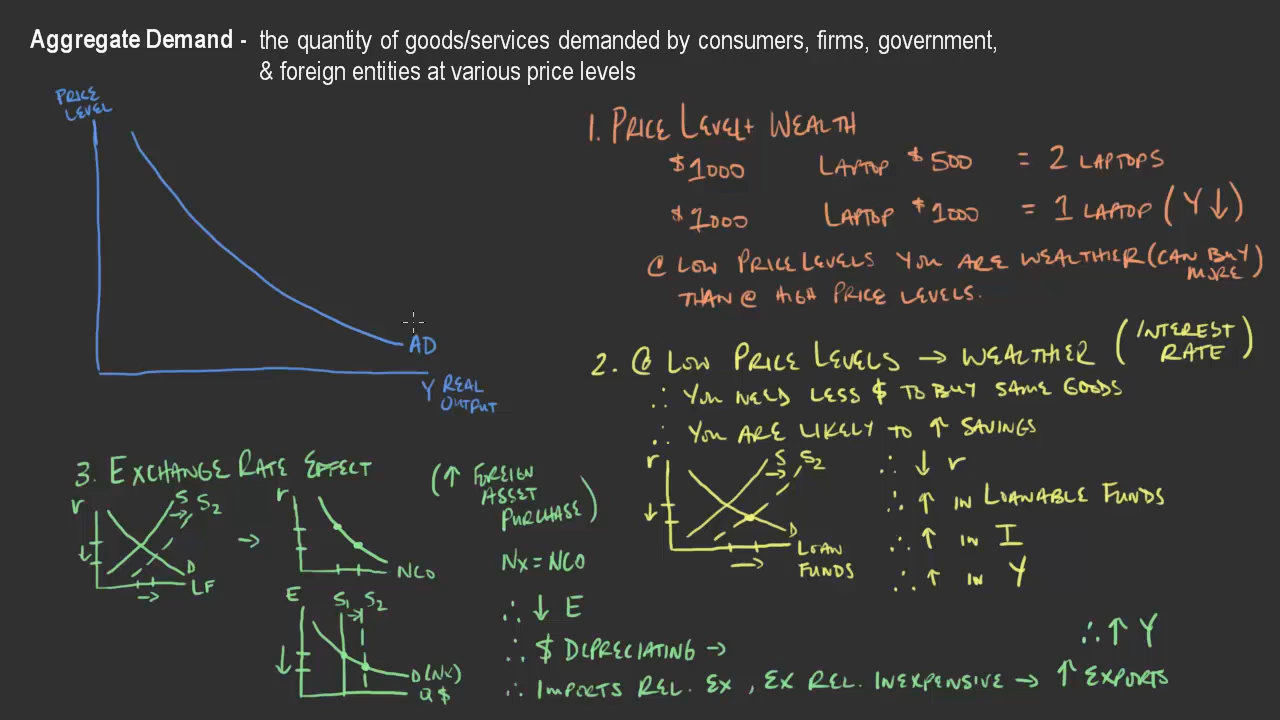 Aggregate Demand - the quantity of goods/services demanded by consumers, firms, government,
& foreign entities at various price levels
PRICE
LEVEL
AD
Y REAL
OUTPUT
1. PRICE LEVEL + WEALTH
$1000 LAPTOP $500 = 2 LAPTOPS
$1000 LAPTOP $1000 = 1 LAPTOP (Y↓)
@ LOW PRICE LEVELS YOU ARE WEALTHIER (CAN BUY
MORE)
THAN @ HIGH PRICE LEVELS.
2. @ LOW PRICE LEVELS → WEALTHIER (INTEREST
RATE)
∴ YOU NEED LESS $ TO BUY SAME GOODS
∴ YOU ARE LIKELY TO ↑ SAVINGS
r S S2
D
LOAN
FUNDS
∴ ↓ r
∴ ↑ IN LOANABLE FUNDS
∴ ↑ IN I
∴ ↑ IN Y
3. EXCHANGE RATE EFFECT
(↑ FOREIGN
ASSET
PURCHASE)
r S S2
D
LF
r
NCO
E S1 S2
D(NX)
Q $
NX = NCO
∴ ↓ E
∴ $ DEPRECIATING →
∴ IMPORTS REL. EX, EX REL. INEXPENSIVE → ↑ EXPORTS
∴ ↑ Y